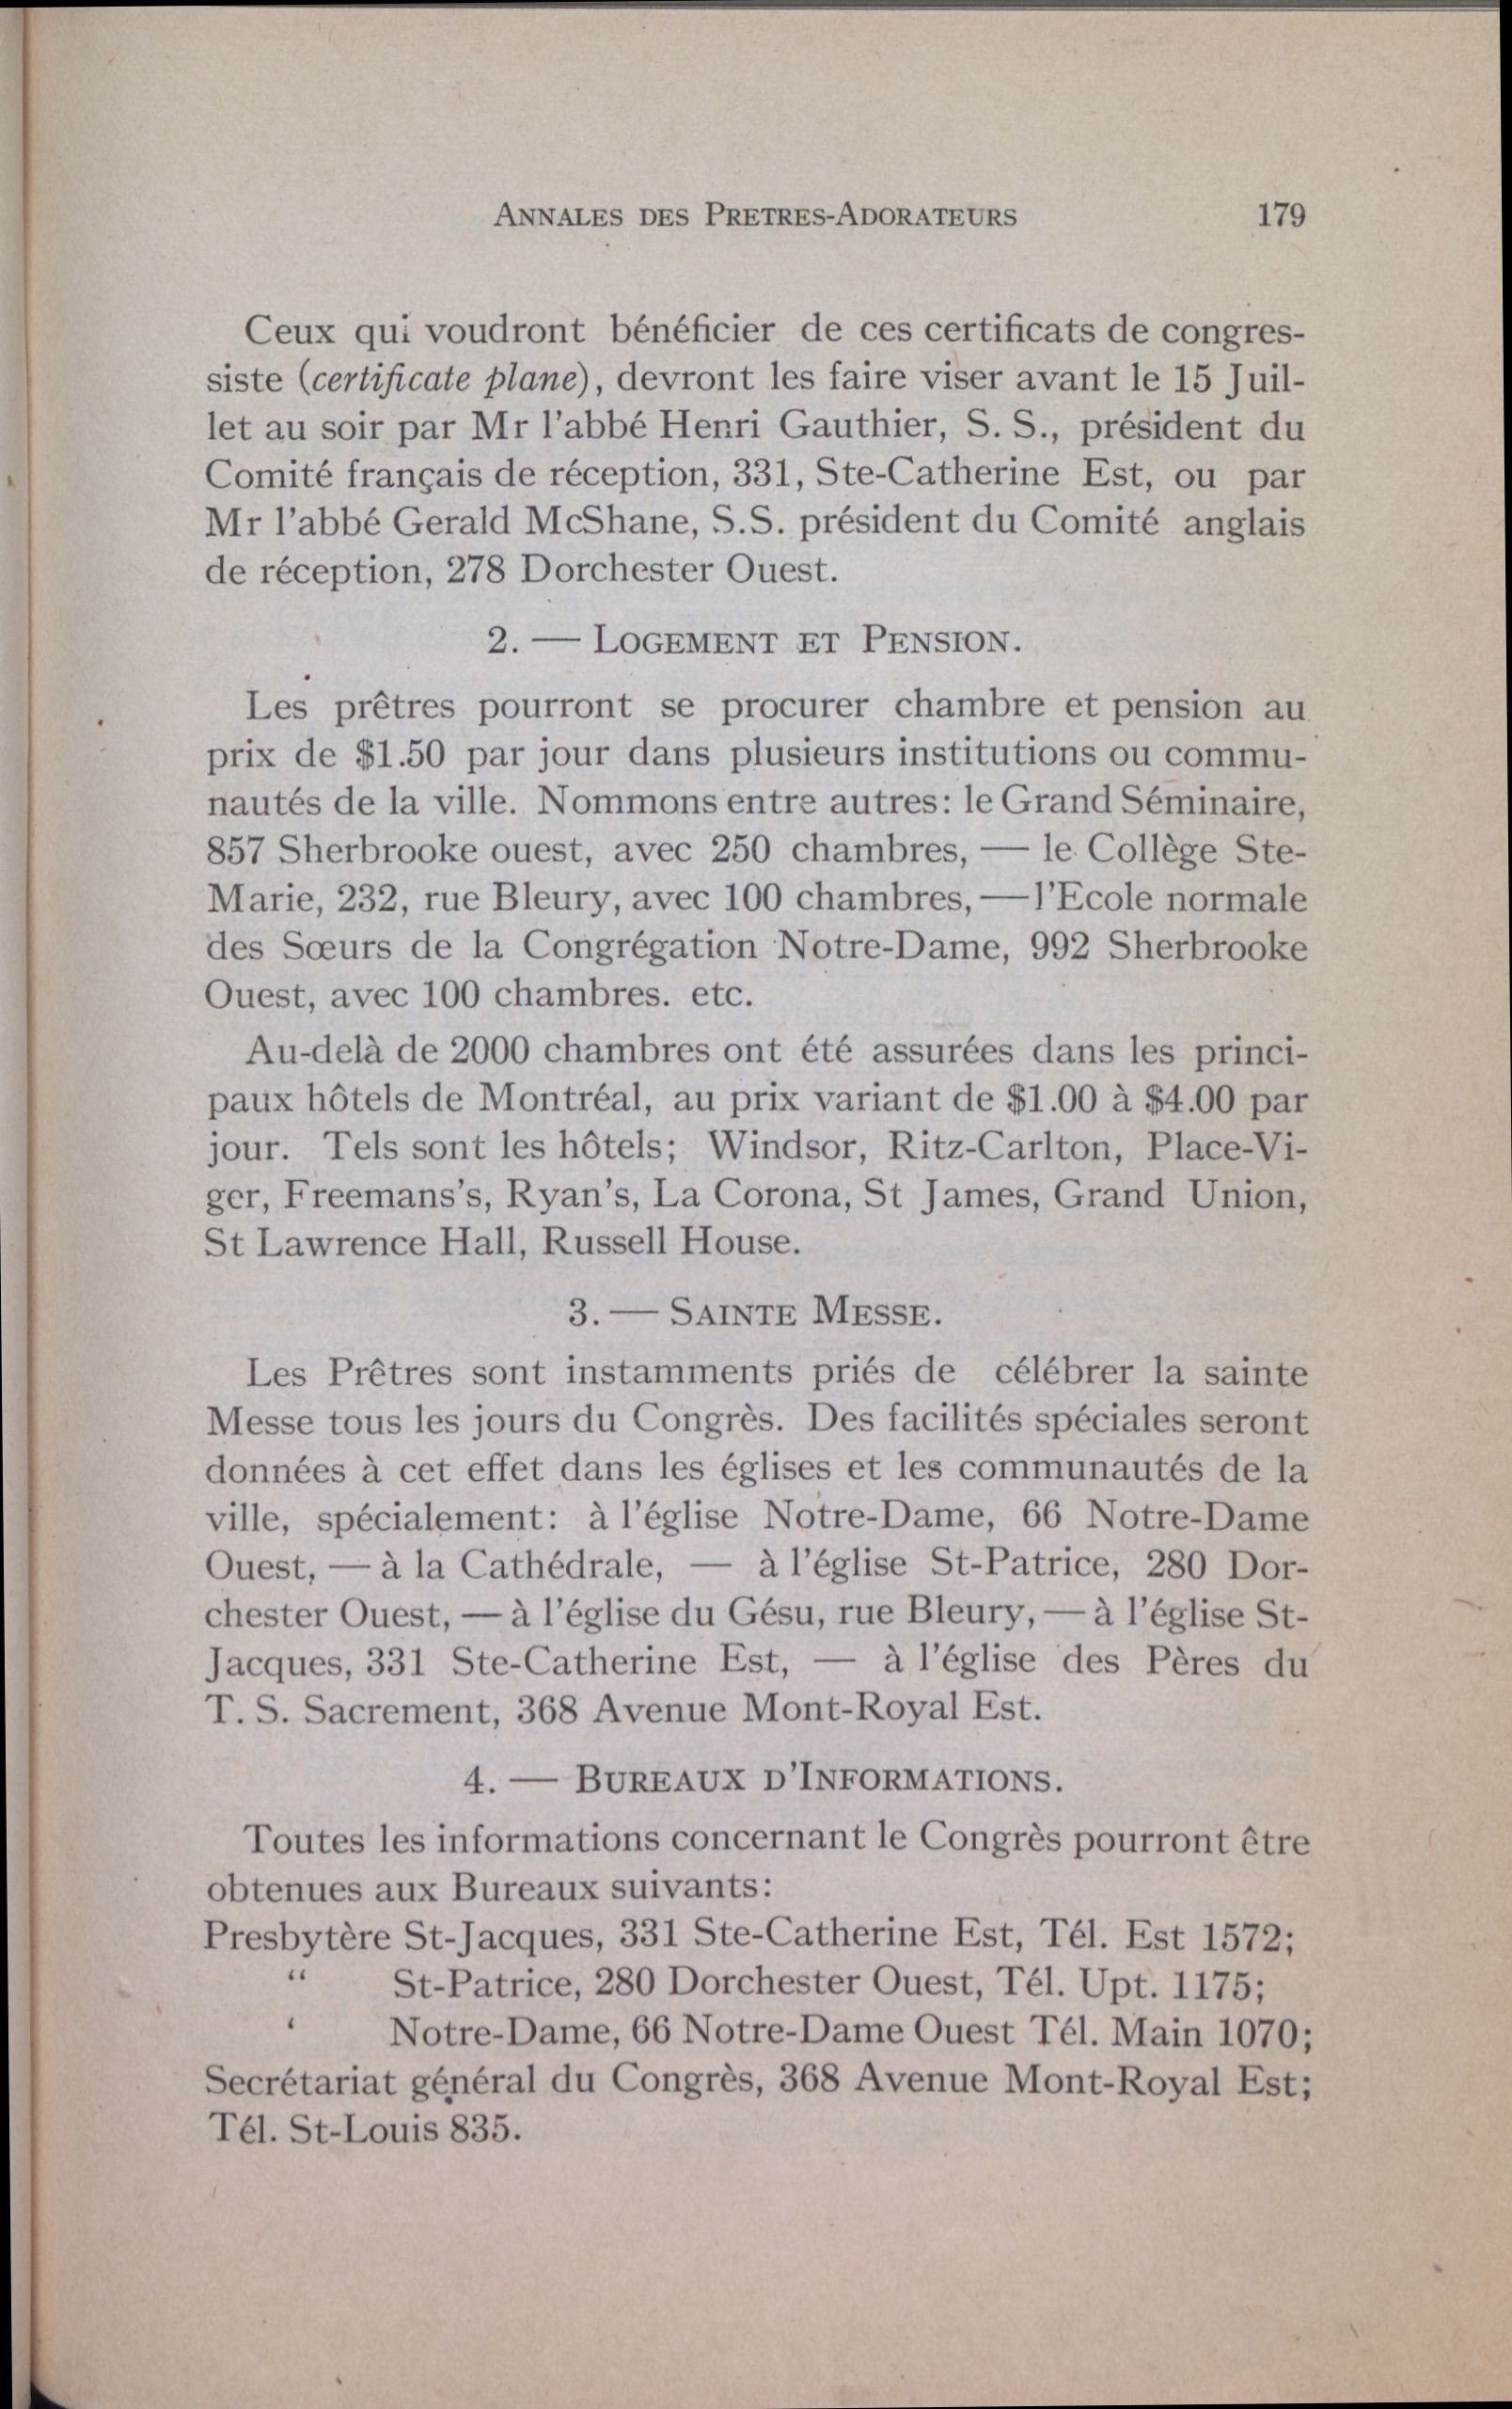 ANNALES DES PRETRES-ADORATEURS 179
Ceux qui voudront bénéficier de ces certificats de congres-
siste (certificate plane), devront les faire viser avant le 15 Juil-
let au soir par Mr l'abbé Henri Gauthier, S. S., président du
Comité français de réception, 331, Ste-Catherine Est, ou par
Mr l'abbé Gerald McShane, S.S. président du Comité anglais
de réception, 278 Dorchester Ouest.
2. — LOGEMENT ET PENSION.
Les prêtres pourront se procurer chambre et pension au
prix de $1.50 par jour dans plusieurs institutions ou commu-
nautés de la ville. Nommons entre autres: le Grand Séminaire,
857 Sherbrooke ouest, avec 250 chambres, — le Collège Ste-
Marie, 232, rue Bleury, avec 100 chambres, — l'Ecole normale
des Sœurs de la Congrégation Notre-Dame, 992 Sherbrooke
Ouest, avec 100 chambres. etc.
Au-delà de 2000 chambres ont été assurées dans les princi-
paux hôtels de Montréal, au prix variant de $1.00 à $4.00 par
jour. Tels sont les hôtels; Windsor, Ritz-Carlton, Place-Vi-
ger, Freemans's, Ryan's, La Corona, St James, Grand Union,
St Lawrence Hall, Russell House.
3. — SAINTE MESSE.
Les Prêtres sont instamments priés de célébrer la sainte
Messe tous les jours du Congrès. Des facilités spéciales seront
données à cet effet dans les églises et les communautés de la
ville, spécialement: à l'église Notre-Dame, 66 Notre-Dame
Ouest, — à la Cathédrale, — à l'église St-Patrice, 280 Dor-
chester Ouest, — à l'église du Gésu, rue Bleury, — à l'église St-
Jacques, 331 Ste-Catherine Est, — à l'église des Pères du
T. S. Sacrement, 368 Avenue Mont-Royal Est.
4. — BUREAUX D'INFORMATIONS.
Toutes les informations concernant le Congrès pourront être
obtenues aux Bureaux suivants:
Presbytère St-Jacques, 331 Ste-Catherine Est, Tél. Est 1572;
“ St-Patrice, 280 Dorchester Ouest, Tél. Upt. 1175;
‘ Notre-Dame, 66 Notre-Dame Ouest Tél. Main 1070;
Secrétariat général du Congrès, 368 Avenue Mont-Royal Est;
Tél. St-Louis 835.